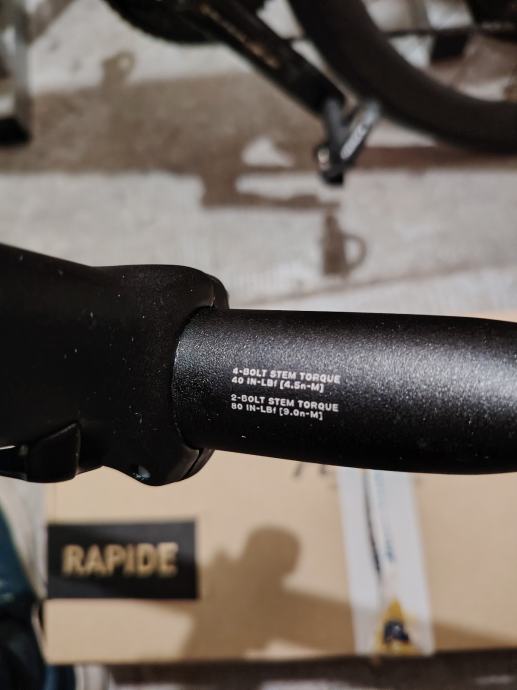 4-BOLT STEM TORQUE
40 IN-LBf [4.5n-M]
2-BOLT STEM TORQUE
80 IN-LBf [9.0n-M]
RAPIDE